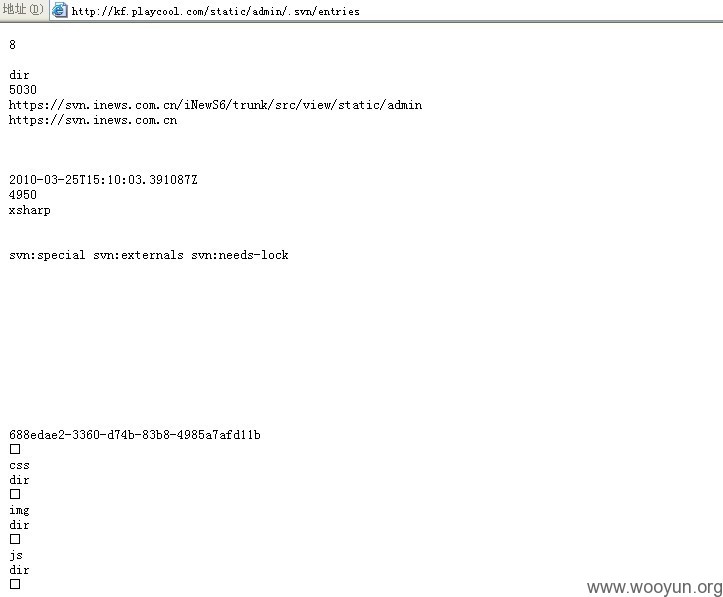 地址(D) http://kf.playcool.com/static/admin/.svn/entries
8
dir
5030
https://svn.inews.com.cn/iNewS6/trunk/src/view/static/admin
https://svn.inews.com.cn
2010-03-25T15:10:03.391087Z
4950
xsharp
svn:special svn:externals svn:needs-lock
688edae2-3360-d74b-83b8-4985a7afd11b
css
dir
img
dir
js
dir
www.wooyun.org